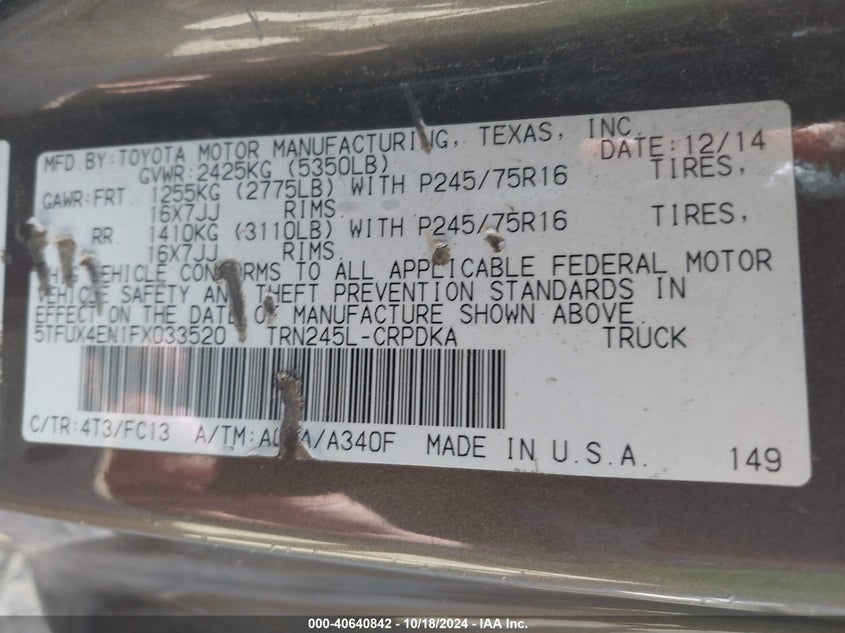 MFD.BY:TOYOTA MOTOR MANUFACTURING, TEXAS, INC.
DATE:12/14
GVWR:2425KG (5350LB)
GAWR:FRT 1255KG (2775LB) WITH P245/75R16 TIRES,
16X7JJ RIMS
RR 1410KG (3110LB) WITH P245/75R16 TIRES,
16X7JJ RIMS.
VEHICLE TO ALL APPLICABLE FEDERAL MOTOR
VEHICLE SAFETY AND THEFT PREVENTION STANDARDS IN
EFFECT ON THE DATE OF MANUFACTURE SHOWN ABOVE.
5TFUX4EN1FX033520 TRN245L-CRPDKA TRUCK
C/TR:4T3/FC13 A/TM: /A340F MADE IN U.S.A. 149
000-40640842 - 10/18/2024 - IAA Inc.